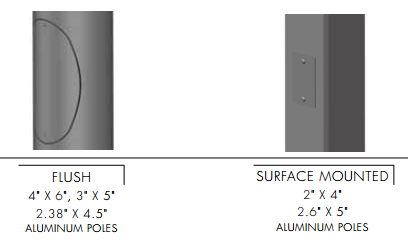 FLUSH
4" X 6", 3" X 5"
2.38" X 4.5"
ALUMINUM POLES
SURFACE MOUNTED
2" X 4"
2.6" X 5"
ALUMINUM POLES